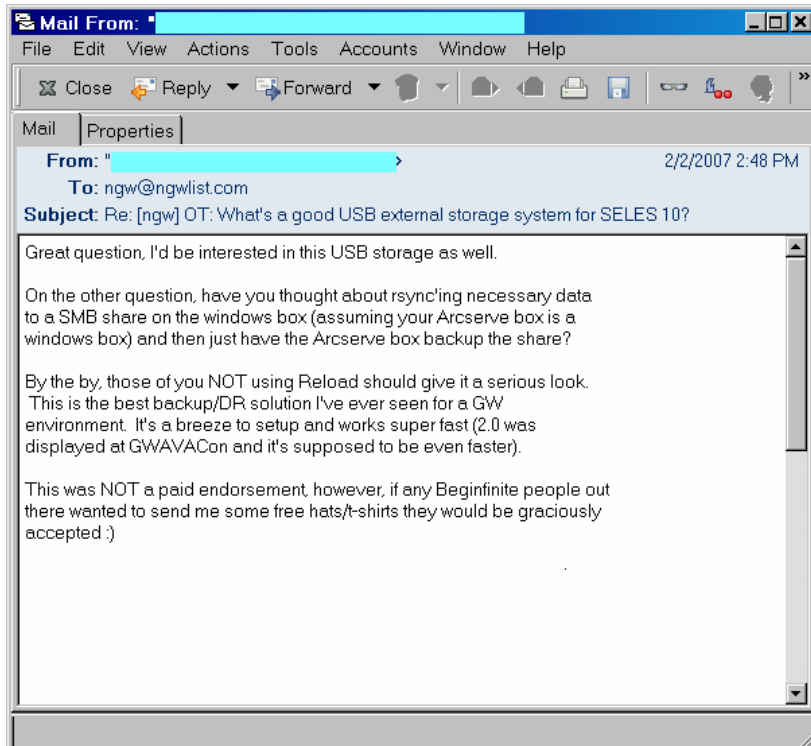 Mail From: "
File Edit View Actions Tools Accounts Window Help
Close Reply Forward »
Mail Properties
From: " > 2/2/2007 2:48 PM
To: ngw@ngwlist.com
Subject: Re: [ngw] OT: What's a good USB external storage system for SELES 10?
Great question, I'd be interested in this USB storage as well.
On the other question, have you thought about rsync'ing necessary data
to a SMB share on the windows box (assuming your Arcserve box is a
windows box) and then just have the Arcserve box backup the share?
By the by, those of you NOT using Reload should give it a serious look.
This is the best backup/DR solution I've ever seen for a GW
environment. It's a breeze to setup and works super fast (2.0 was
displayed at GWAVACon and it's supposed to be even faster).
This was NOT a paid endorsement, however, if any Beginfinite people out
there wanted to send me some free hats/t-shirts they would be graciously
accepted :)
.